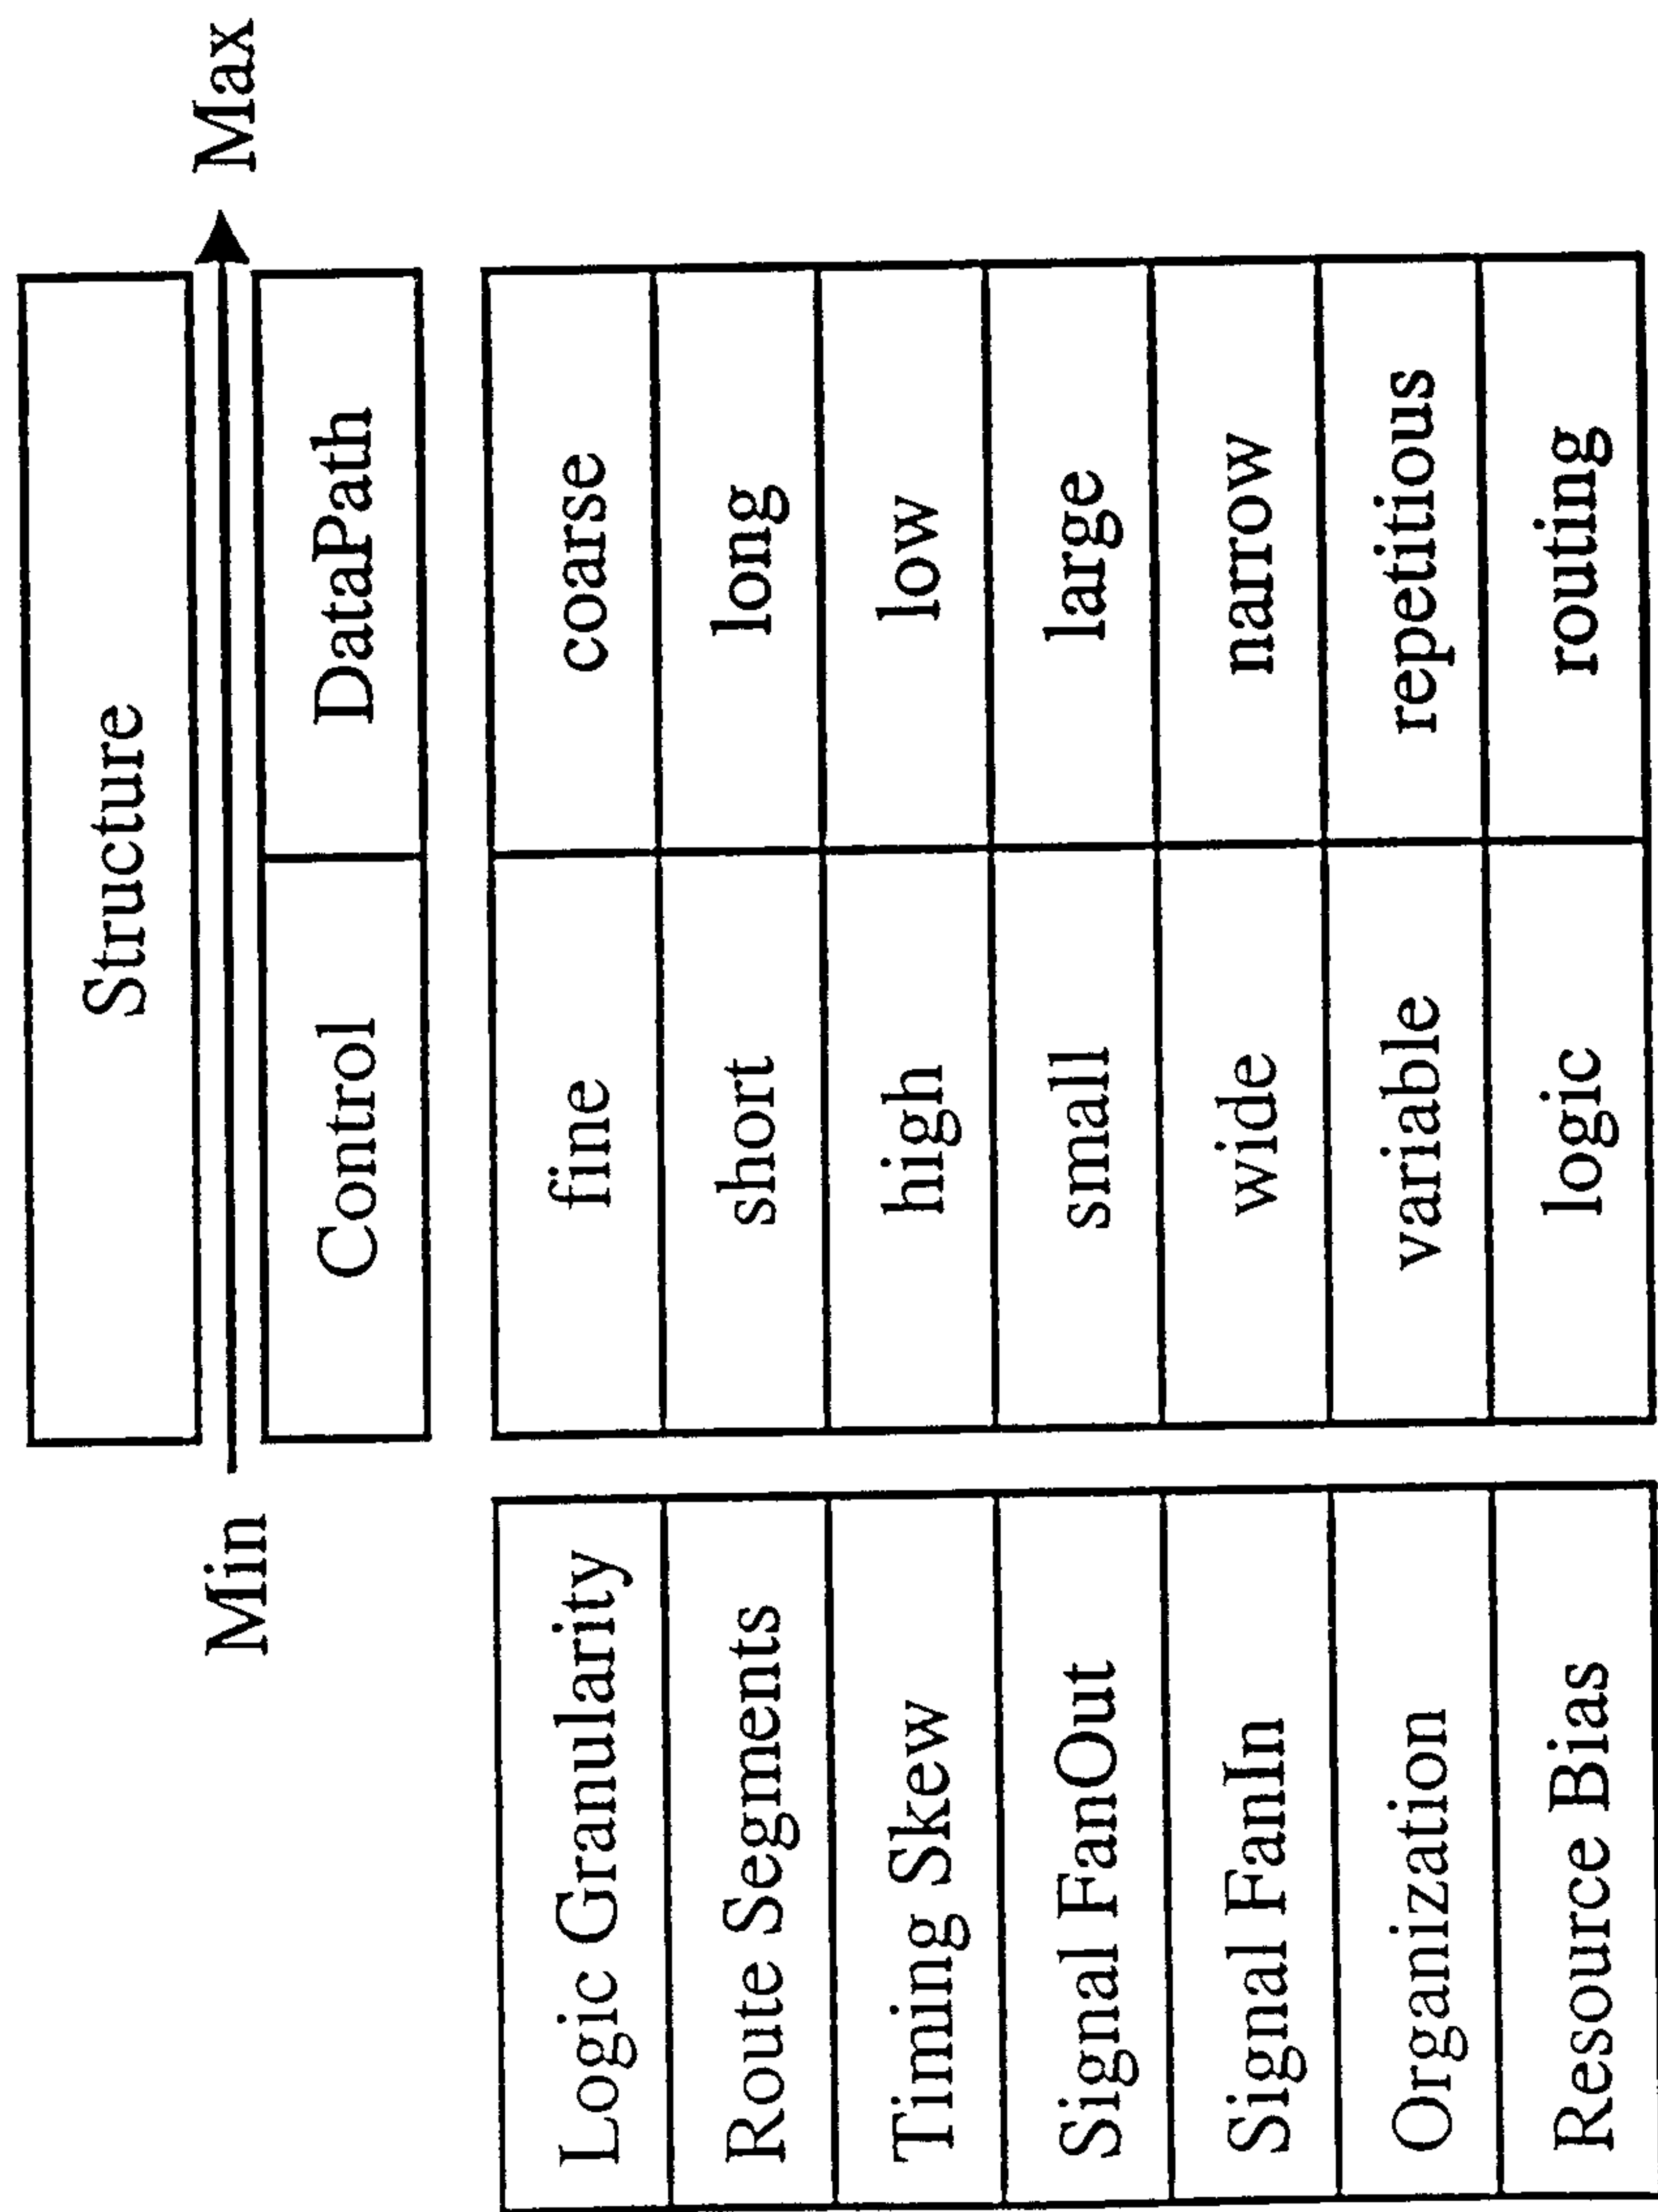 Structure
Min Max
Control DataPath
Logic Granularity fine coarse
Route Segments short long
Timing Skew high low
Signal FanOut small large
Signal FanIn wide narrow
Organization variable repetitious
Resource Bias logic routing